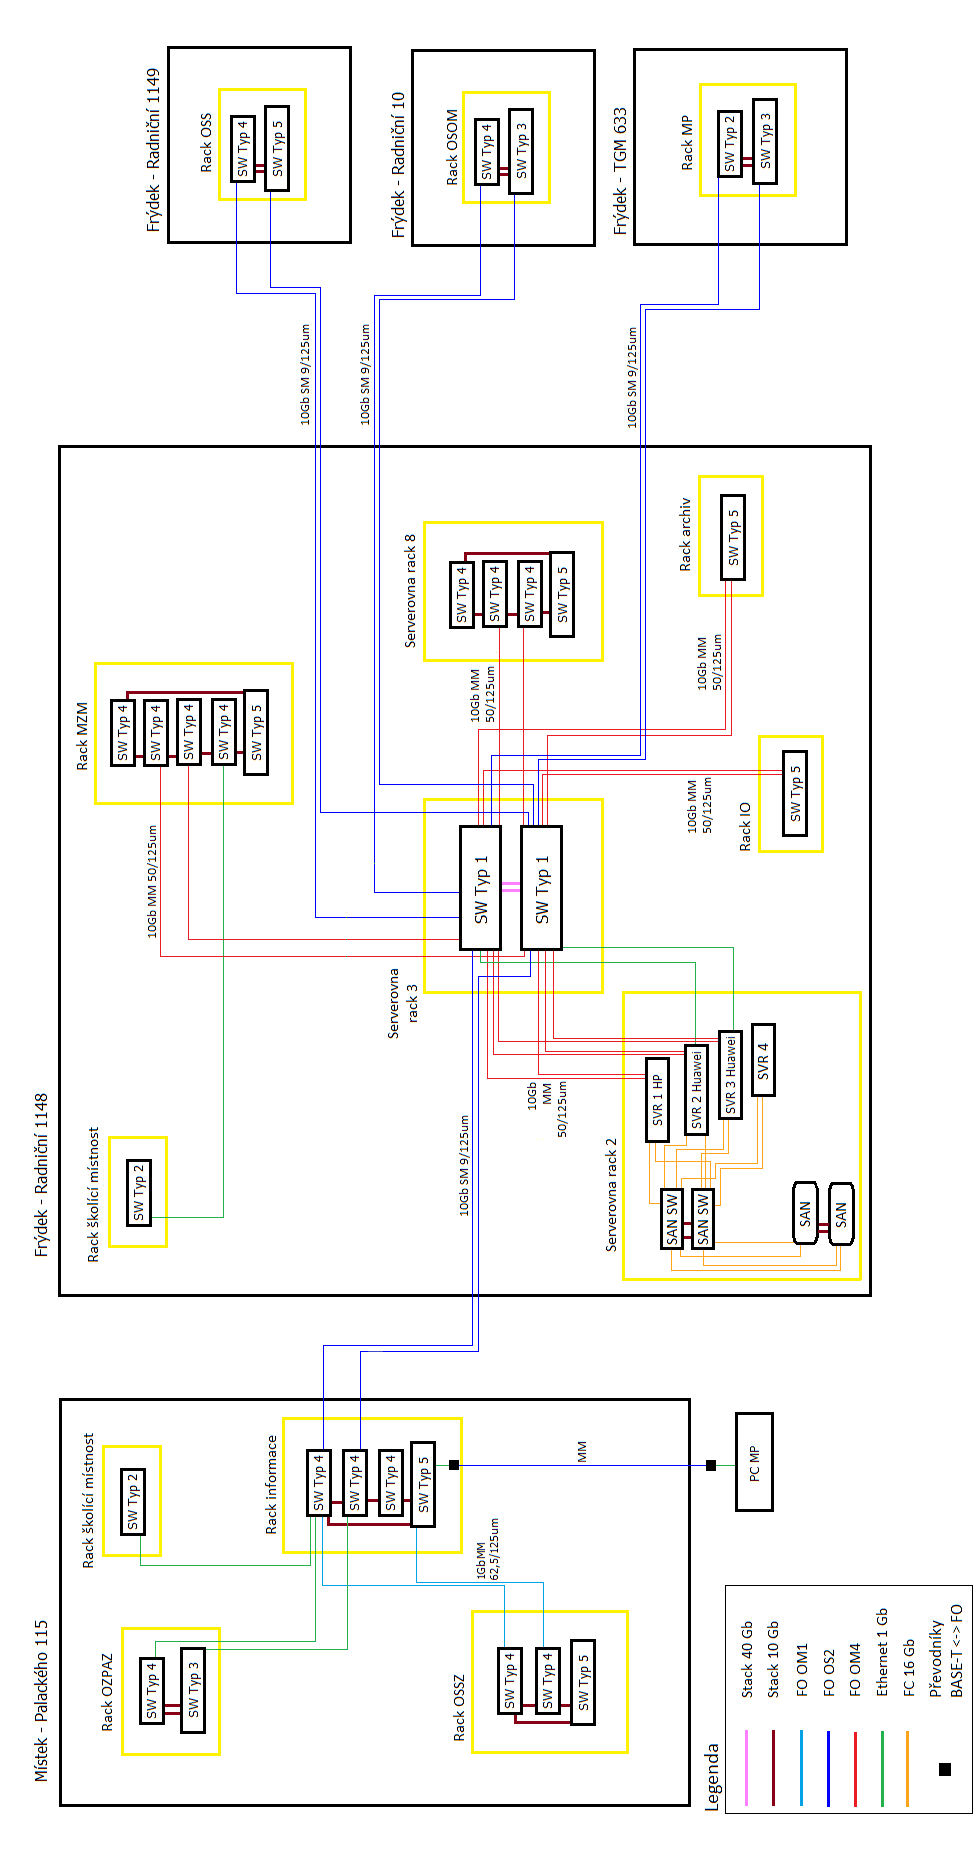 Frýdek - Radniční 1149
Rack OSS
SW Typ 4
SW Typ 5
Frýdek - Radniční 10
Rack OSOM
SW Typ 4
SW Typ 3
Frýdek - TGM 633
Rack MP
SW Typ 2
SW Typ 3
10Gb SM 9/125um
10Gb SM 9/125um
10Gb SM 9/125um
Frýdek - Radniční 1148
Rack MZM
SW Typ 4
SW Typ 4
SW Typ 4
SW Typ 4
SW Typ 5
10Gb MM 50/125um
Serverovna rack 8
SW Typ 4
SW Typ 4
SW Typ 4
SW Typ 5
10Gb MM
50/125um
Rack archiv
SW Typ 5
10Gb MM
50/125um
Rack IO
SW Typ 5
10Gb MM
50/125um
Serverovna
rack 3
SW Typ 1
SW Typ 1
Rack školící místnost
SW Typ 2
10Gb SM 9/125um
10Gb
MM
50/125um
Serverovna rack 2
SVR 1 HP
SVR 2 Huawei
SVR 3 Huawei
SVR 4
SAN SW
SAN SW
SAN
SAN
Místek - Palackého 115
Rack školící místnost
SW Typ 2
Rack informace
SW Typ 4
SW Typ 4
SW Typ 4
SW Typ 5
MM
PC MP
Rack OZPAZ
SW Typ 4
SW Typ 3
1GbMM
62,5/125um
Rack OSSZ
SW Typ 4
SW Typ 4
SW Typ 5
Legenda
Stack 40 Gb
Stack 10 Gb
FO OM1
FO OS2
FO OM4
Ethernet 1 Gb
FC 16 Gb
Převodníky
BASE-T <-> FO